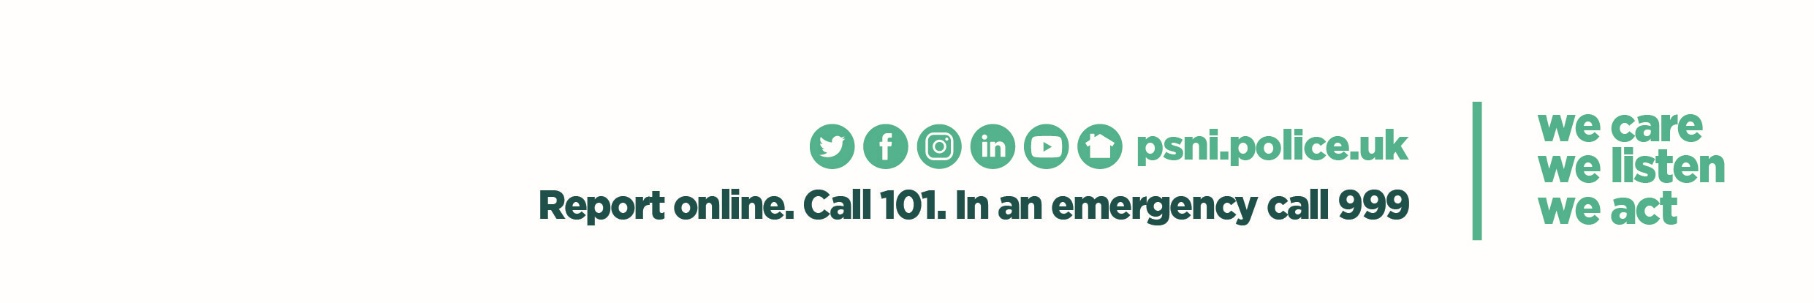 psni.police.uk
Report online. Call 101. In an emergency call 999
we care
we listen
we act